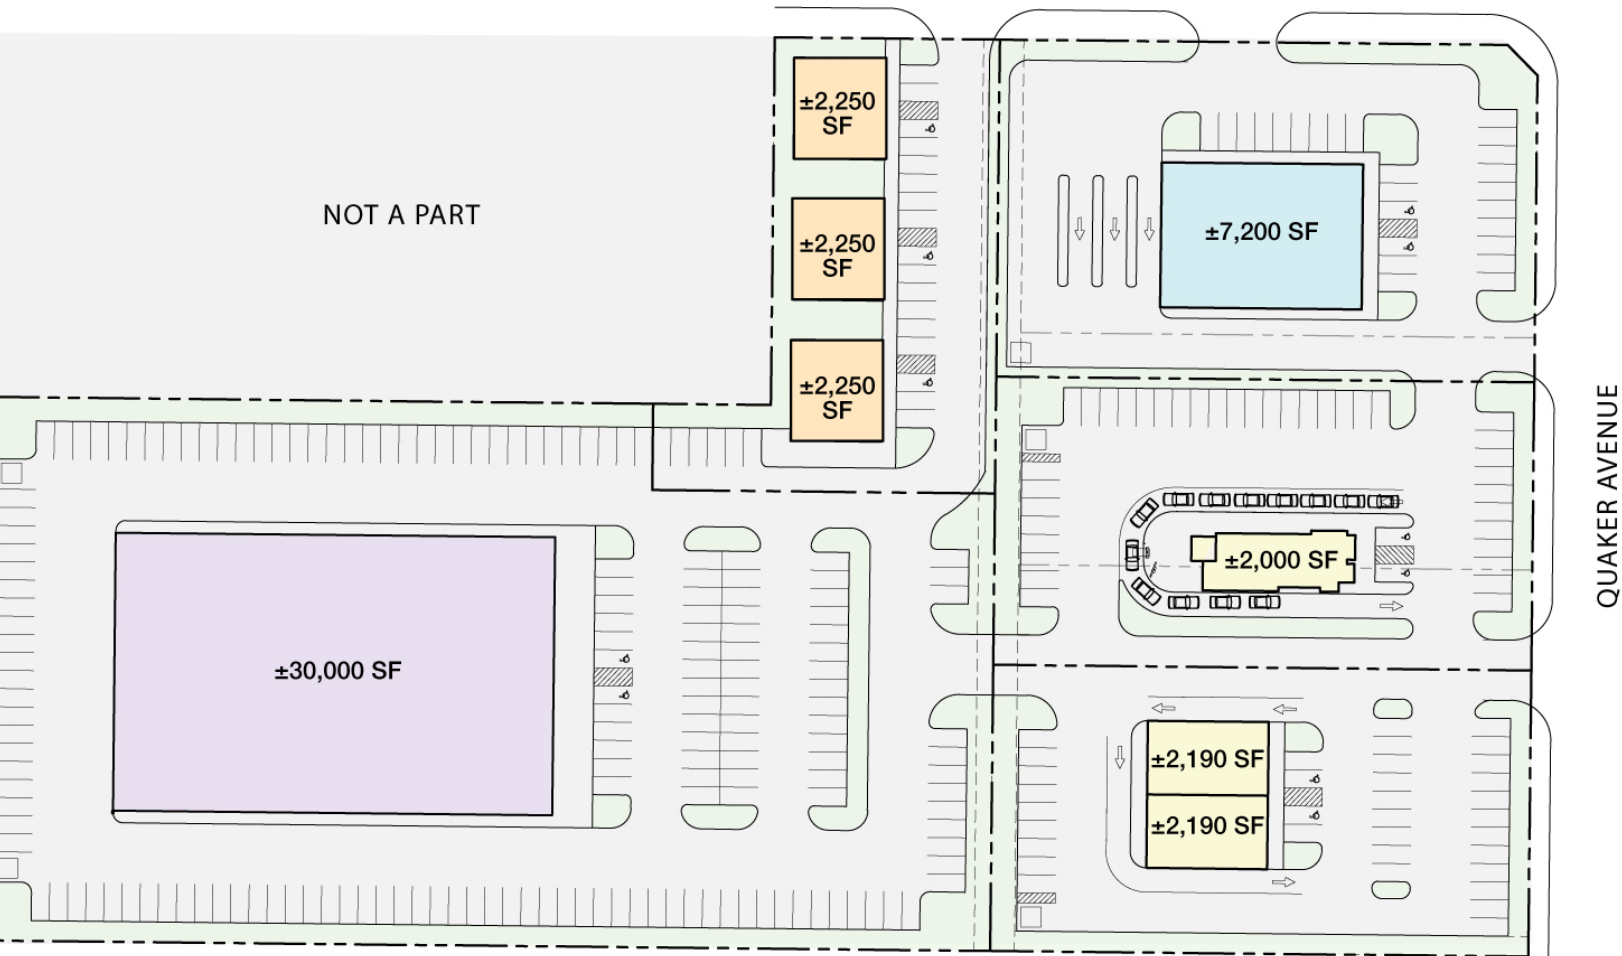 ±2,250
SF
NOT A PART
±2,250
SF
±7,200 SF
±2,250
SF
QUAKER AVENUE
±2,000 SF
±30,000 SF
±2,190 SF
±2,190 SF